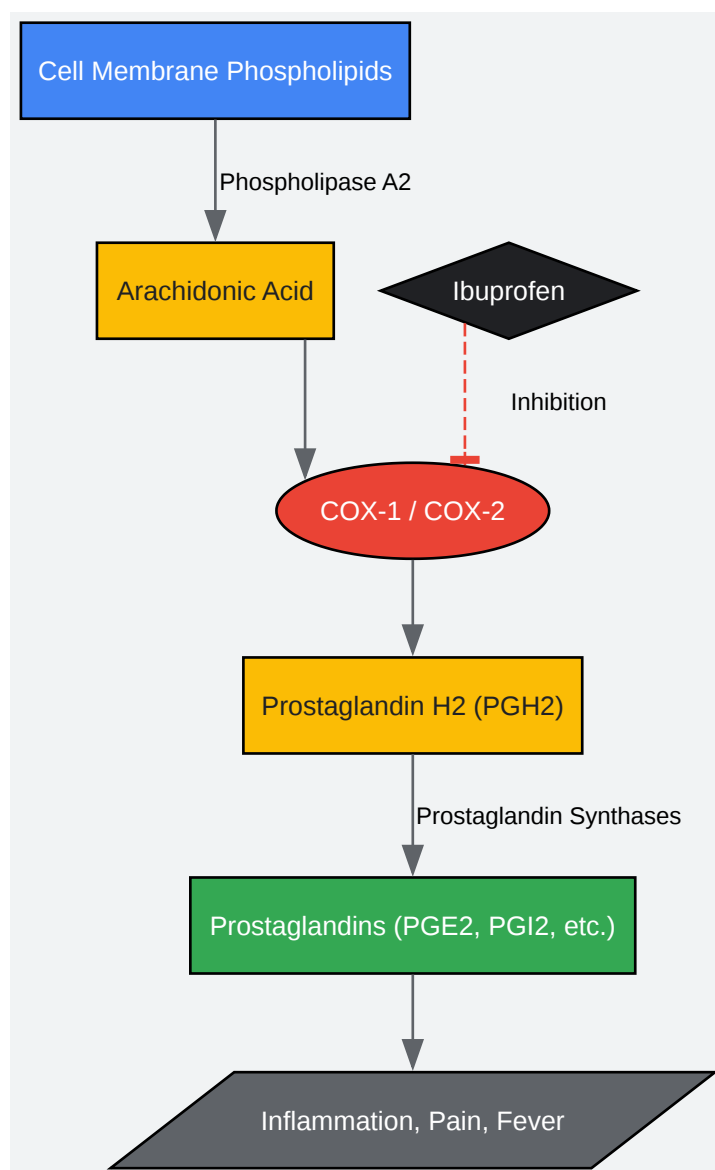 Cell Membrane Phospholipids
Phospholipase A2
Arachidonic Acid
Ibuprofen
Inhibition
COX-1 / COX-2
Prostaglandin H2 (PGH2)
Prostaglandin Synthases
Prostaglandins (PGE2, PGI2, etc.)
Inflammation, Pain, Fever